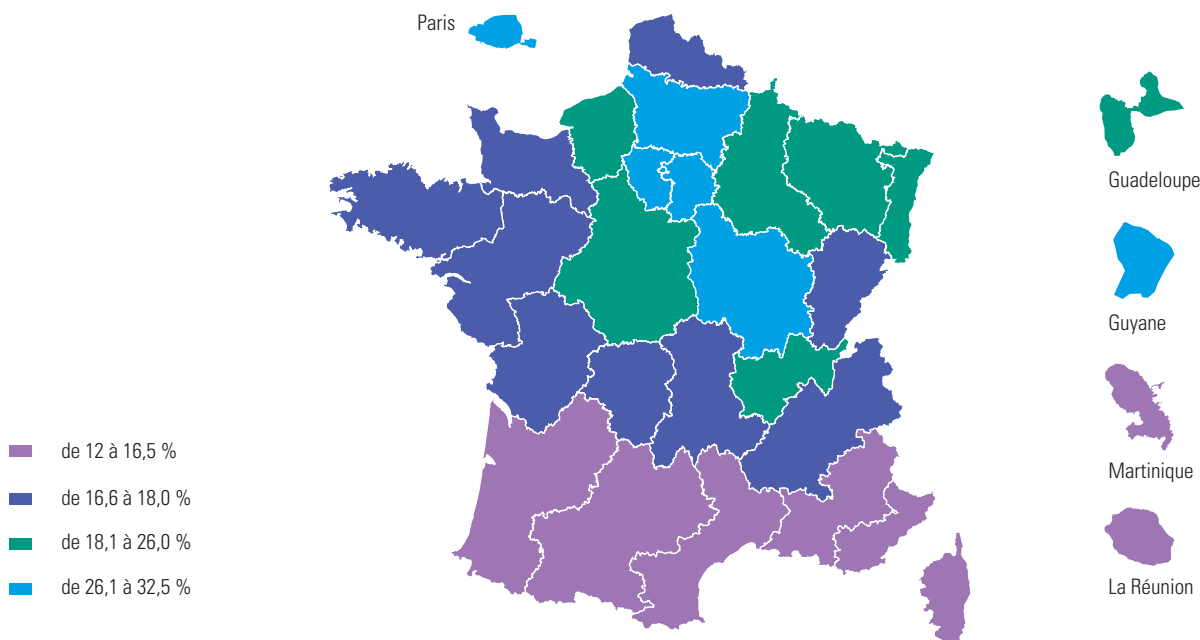 Paris
Guadeloupe
Guyane
Martinique
La Réunion
de 12 à 16,5 %
de 16,6 à 18,0 %
de 18,1 à 26,0 %
de 26,1 à 32,5 %